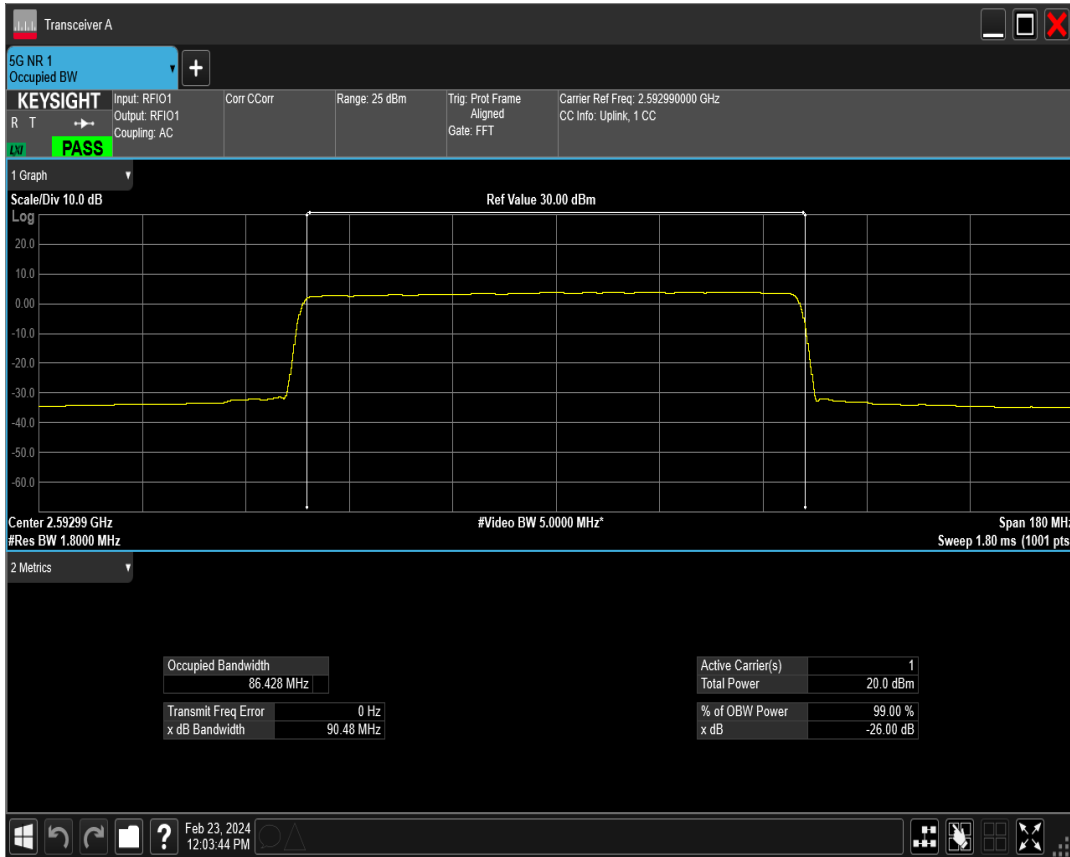 Transceiver A
5G NR 1
Occupied BW
+
KEYSIGHT
R T
LXI
PASS
Input: RFIO1
Output: RFIO1
Coupling: AC
Corr CCorr
Range: 25 dBm
Trig: Prot Frame
Aligned
Gate: FFT
Carrier Ref Freq: 2.592990000 GHz
CC Info: Uplink, 1 CC
1 Graph
Scale/Div 10.0 dB
Ref Value 30.00 dBm
Log
20.0
10.0
0.00
-10.0
-20.0
-30.0
-40.0
-50.0
-60.0
Center 2.59299 GHz
#Video BW 5.0000 MHz*
Span 180 MHz
#Res BW 1.8000 MHz
Sweep 1.80 ms (1001 pts
2 Metrics
Occupied Bandwidth
86.428 MHz
Transmit Freq Error 0 Hz
x dB Bandwidth 90.48 MHz
Active Carrier(s) 1
Total Power 20.0 dBm
% of OBW Power 99.00 %
x dB -26.00 dB
?
Feb 23, 2024
12:03:44 PM